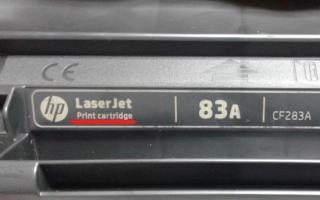 CE
hp LaserJet
Print cartridge
83A
CF283A